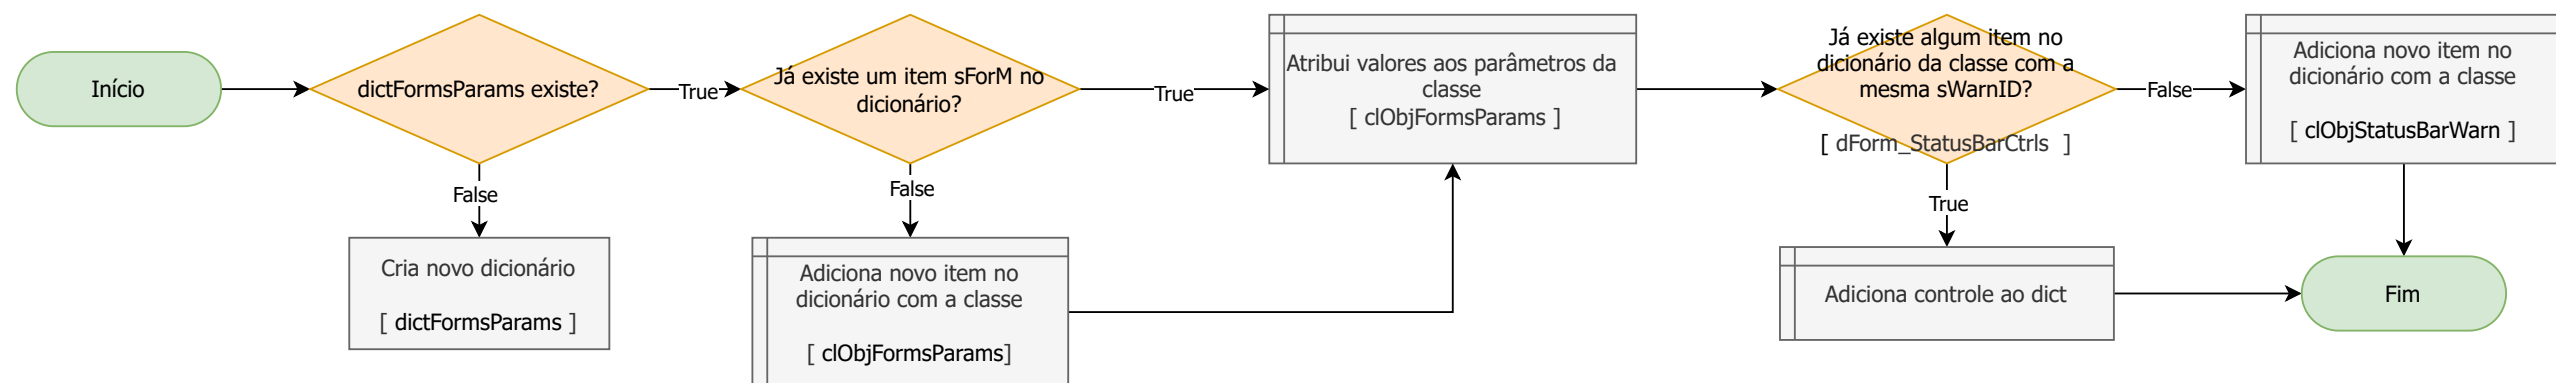 Início
dictFormsParams existe?
True
False
Cria novo dicionário
[ dictFormsParams ]
Já existe um item sForM no
dicionário?
True
False
Adiciona novo item no
dicionário com a classe
[ clObjFormsParams]
Atribui valores aos parâmetros da
classe
[ clObjFormsParams ]
Já existe algum item no
dicionário da classe com a
mesma sWarnID?
[ dForm_StatusBarCtrls ]
False
True
Adiciona controle ao dict
Adiciona novo item no
dicionário com a classe
[ clObjStatusBarWarn ]
Fim